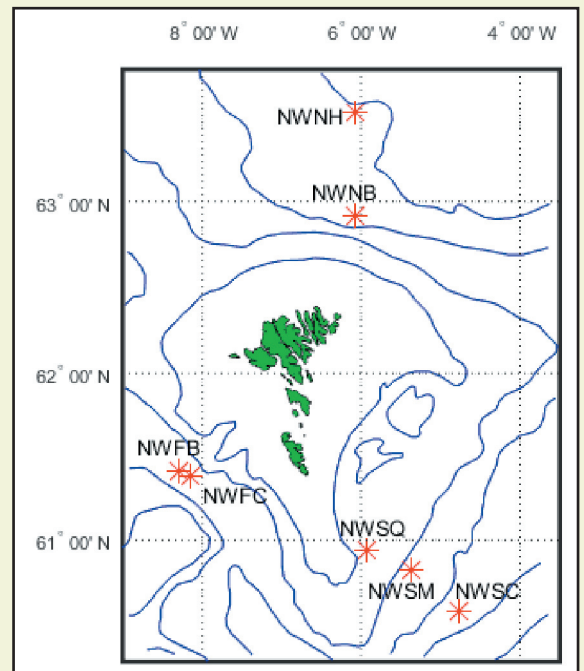 8° 00' W 6° 00' W 4° 00' W
NWNH
NWNB
63° 00' N
62° 00' N
NWFB
NWFC
NWSQ
61° 00' N
NWSM NWSC